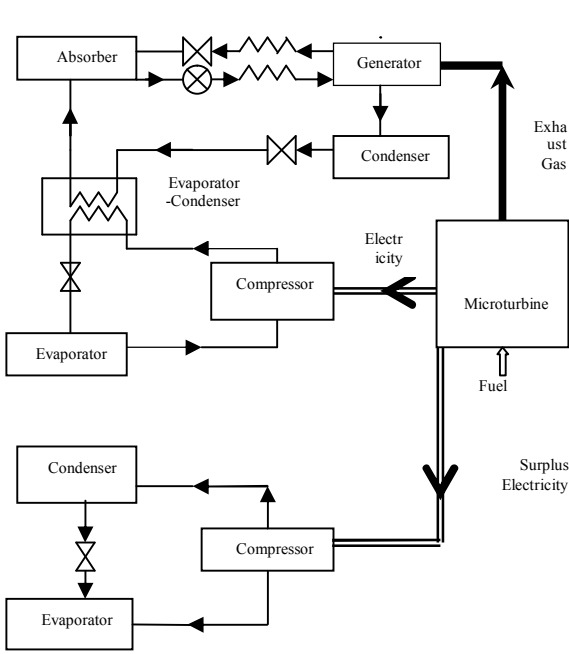 Absorber
Generator
Condenser
Exha
ust
Gas
Evaporator
-Condenser
Electr
icity
Compressor
Microturbine
Evaporator
Fuel
Condenser
Surplus
Electricity
Compressor
Evaporator